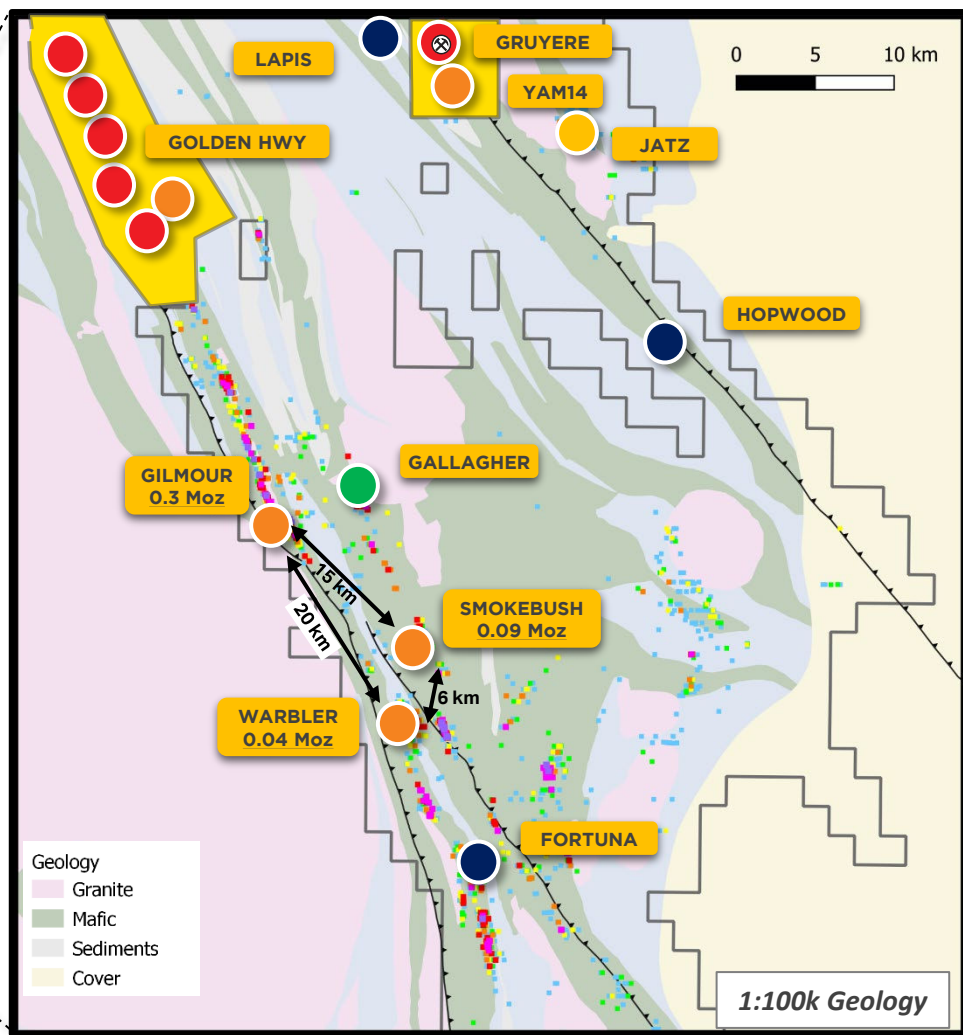 LAPIS
GRUYERE
0 5 10 km
YAM14
GOLDEN HWY
JATZ
HOPWOOD
GALLAGHER
GILMOUR
0.3 Moz
15 km
20 km
SMOKEBUSH
0.09 Moz
6 km
WARBLER
0.04 Moz
FORTUNA
Geology
Granite
Mafic
Sediments
Cover
1:100k Geology